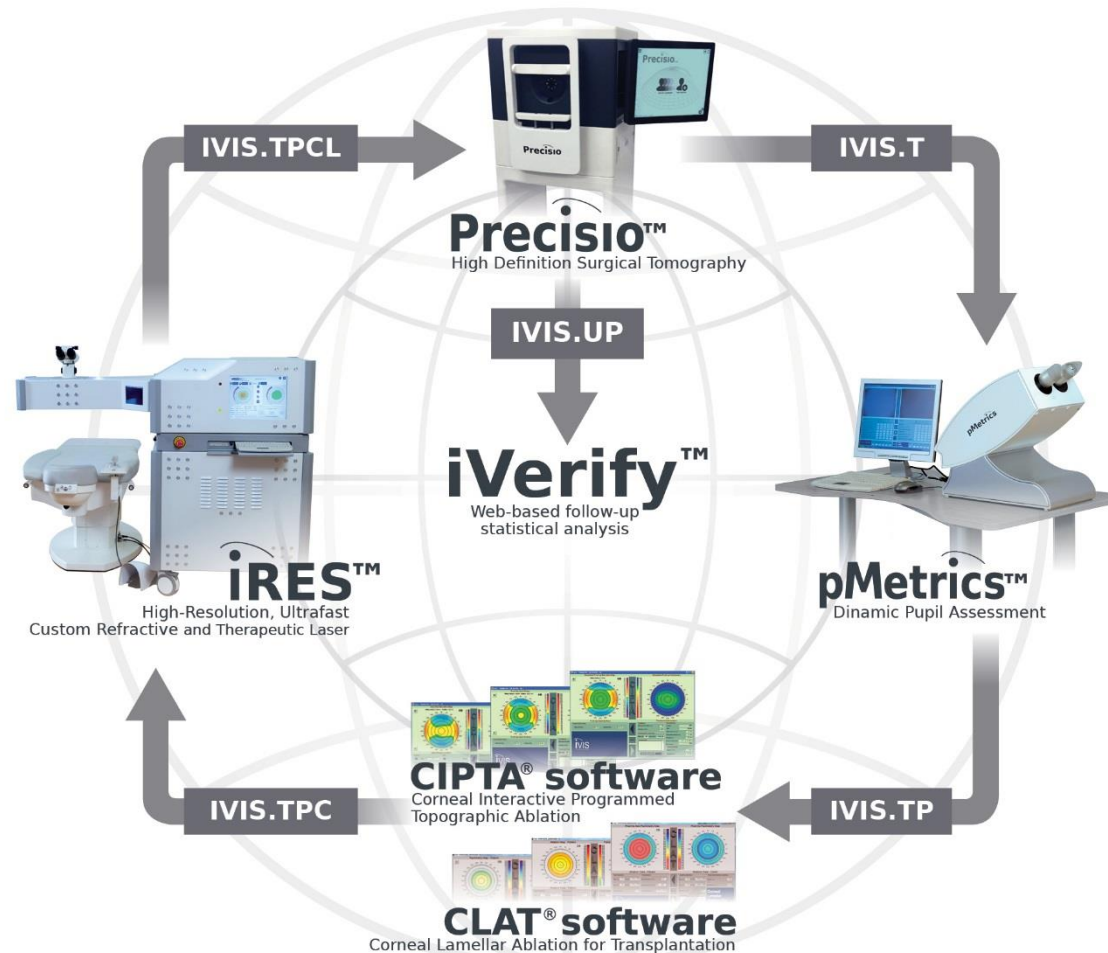 Precisio
Precisio
IVIS.TPCL
IVIS.T
Precisio™
High Definition Surgical Tomography
IVIS.UP
iVerify™
Web-based follow-up
statistical analysis
iRES™
High-Resolution, Ultrafast
Custom Refractive and Therapeutic Laser
pMetrics
pMetrics™
Dinamic Pupil Assessment
CIPTA® software
Corneal Interactive Programmed
Topographic Ablation
IVIS.TPC
IVIS.TP
iVIS
CLAT® software
Corneal Lamellar Ablation for Transplantation